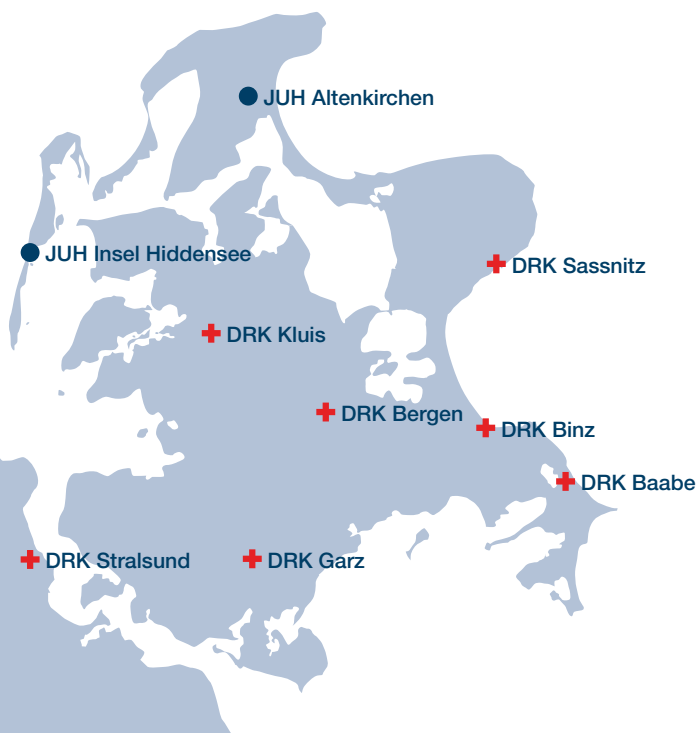 JUH Altenkirchen
JUH Insel Hiddensee
DRK Sassnitz
DRK Kluis
DRK Bergen
DRK Binz
DRK Baabe
DRK Stralsund
DRK Garz